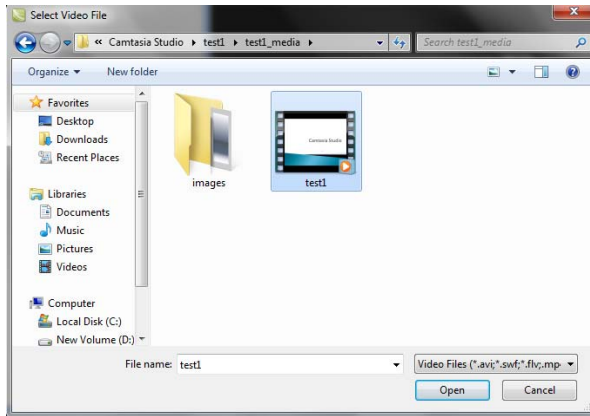 Select Video File
« Camtasia Studio test1 test1_media
Search test1_media
Organize New folder
Favorites
Desktop
Downloads
Recent Places
Libraries
Documents
Music
Pictures
Videos
Computer
Local Disk (C:)
New Volume (D:)
images
Camtasia Studio
test1
File name: test1
Video Files (*.avi;*.swf;*.flv;.mp
Open Cancel